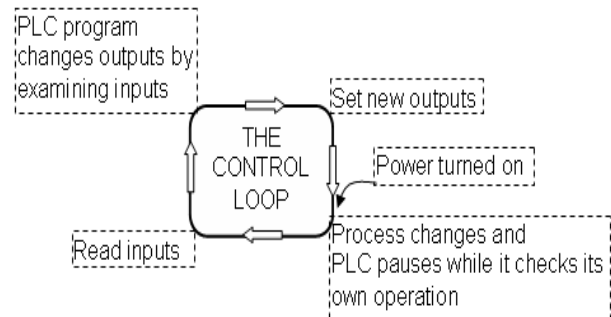 PLC program
changes outputs by
examining inputs
Set new outputs
THE
CONTROL
LOOP
Power turned on
Read inputs
Process changes and
PLC pauses while it checks its
own operation